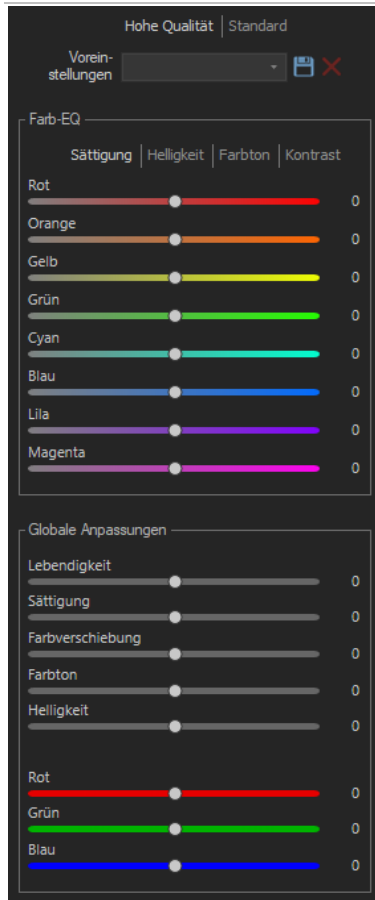 Hohe Qualität | Standard
Vorein-
stellungen
Farb-EQ
Sättigung | Helligkeit | Farbton | Kontrast
Rot
0
Orange
0
Gelb
0
Grün
0
Cyan
0
Blau
0
Lila
0
Magenta
0
Globale Anpassungen
Lebendigkeit
0
Sättigung
0
Farbverschiebung
0
Farbton
0
Helligkeit
0
Rot
0
Grün
0
Blau
0